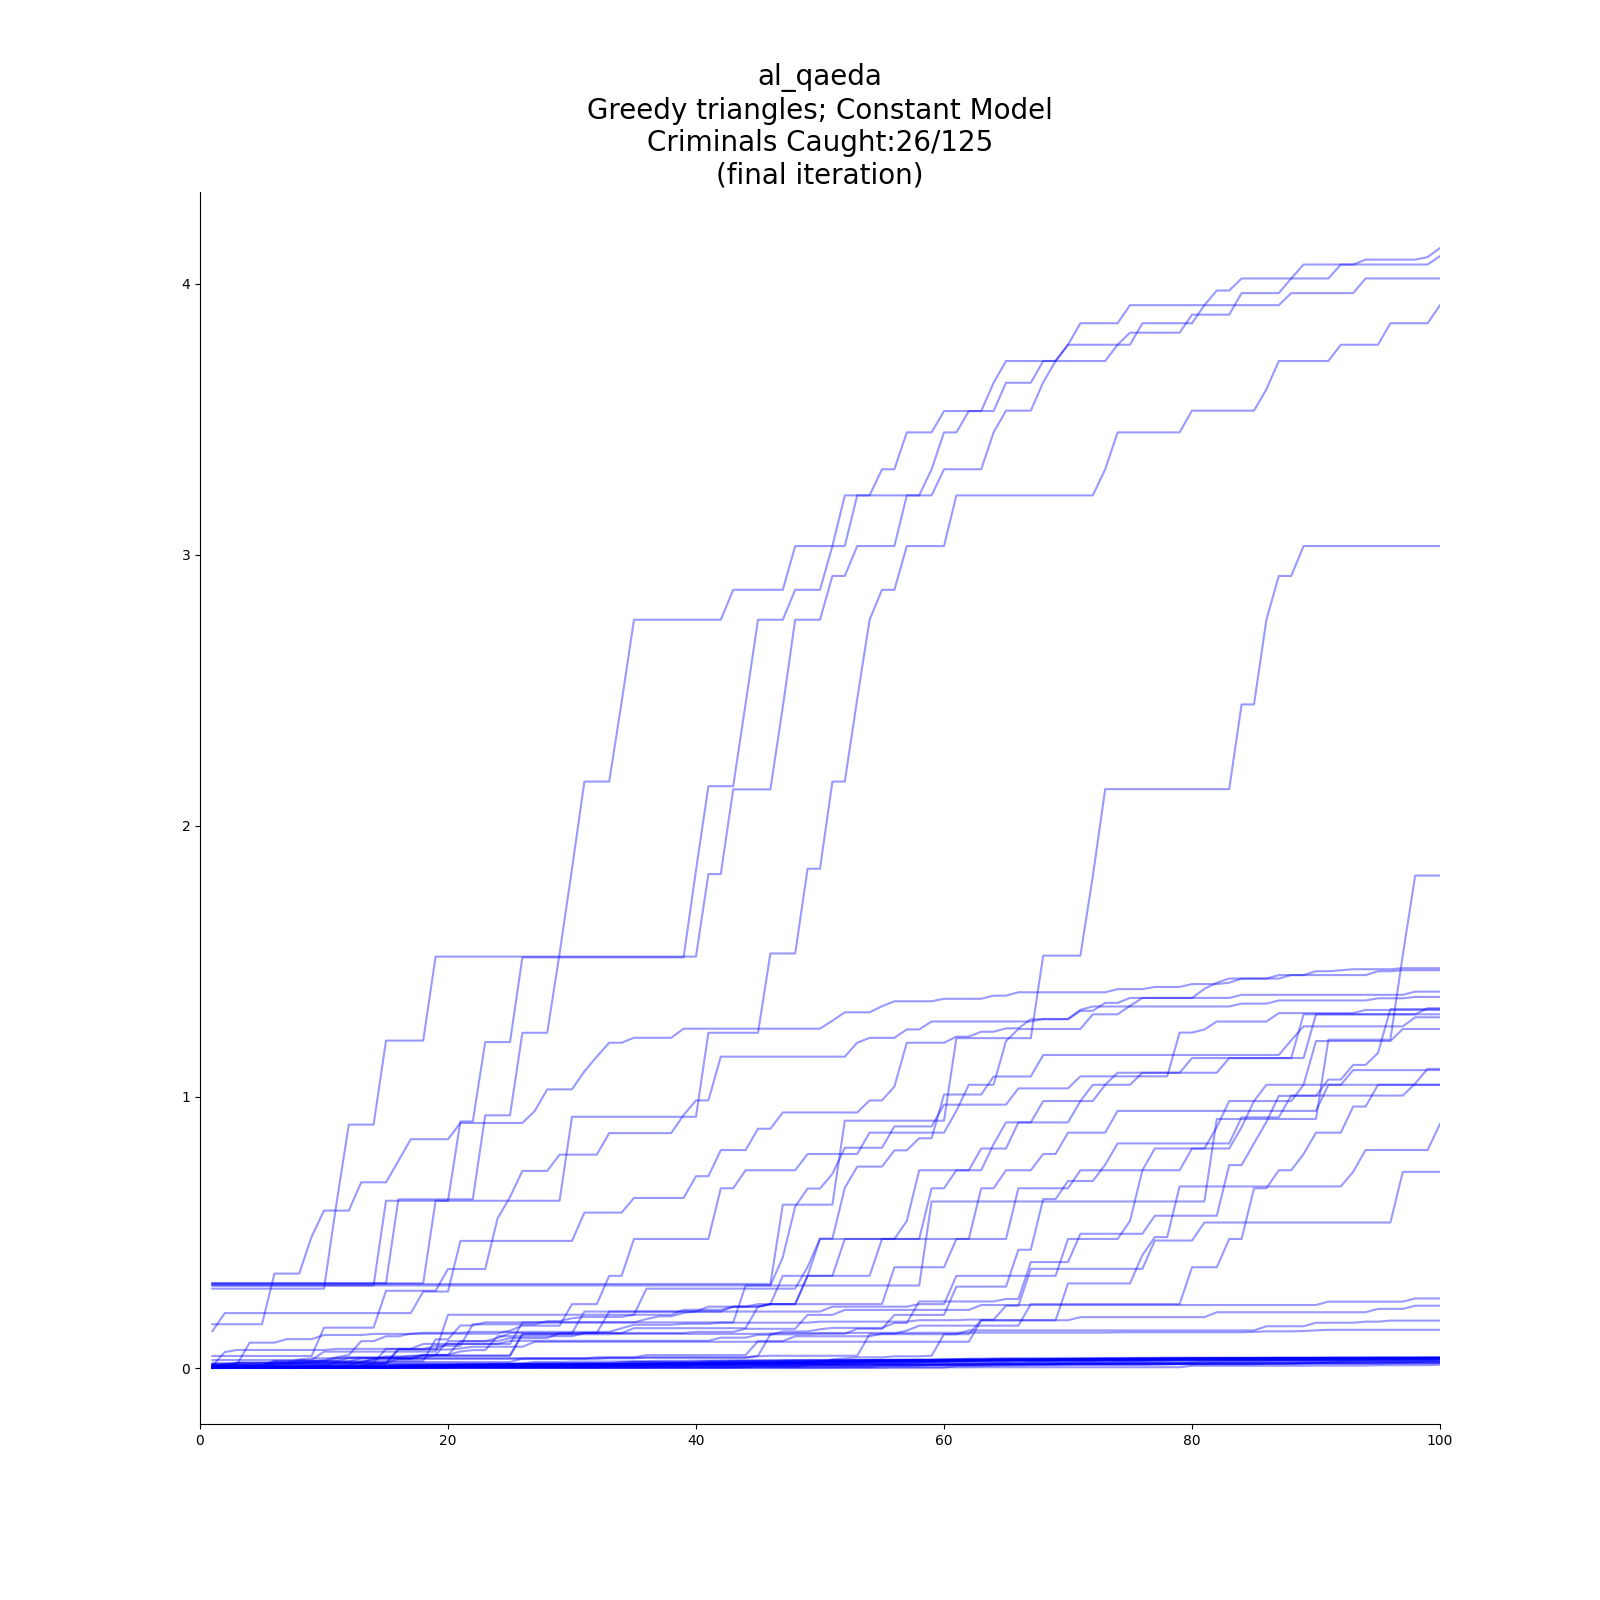 al_qaeda
Greedy triangles; Constant Model
Criminals Caught:26/125
(final iteration)
4
3
2
1
0
0 20 40 60 80 100